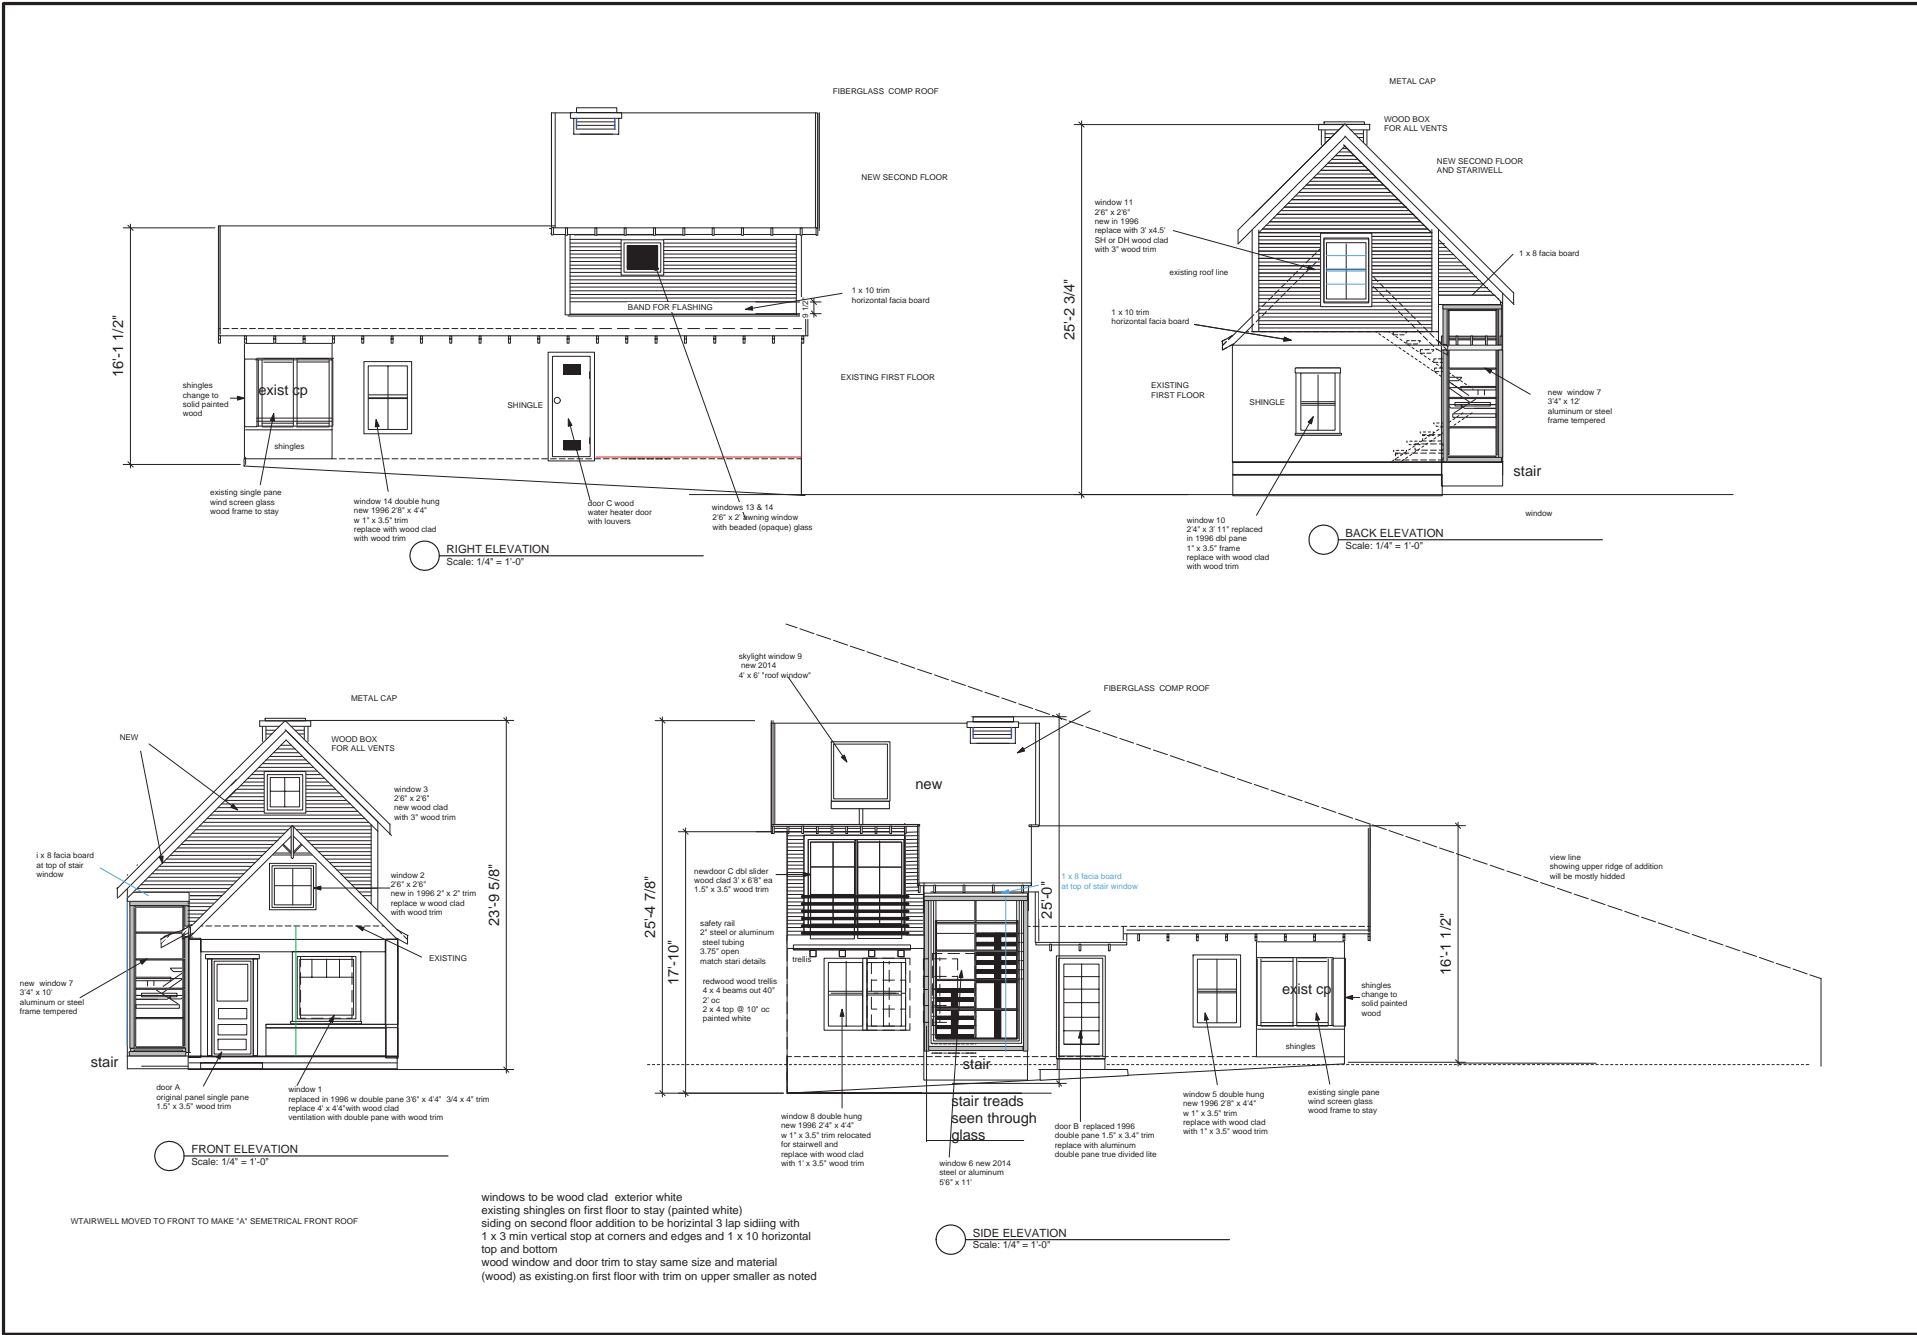 FIBERGLASS COMP ROOF
NEW SECOND FLOOR
16'-1 1/2"
1 x 10 trim
horizontal facia board
BAND FOR FLASHING
9 1/2"
EXISTING FIRST FLOOR
shingles
change to
solid painted
wood
exist cp
SHINGLE
shingles
existing single pane
wind screen glass
wood frame to stay
window 14 double hung
new 1996 2'8" x 4'4"
w 1" x 3.5" trim
replace with wood clad
with wood trim
door C wood
water heater door
with louvers
windows 13 & 14
2'6" x 2' awning window
with beaded (opaque) glass
RIGHT ELEVATION
Scale: 1/4" = 1'-0"
METAL CAP
WOOD BOX
FOR ALL VENTS
NEW SECOND FLOOR
AND STARIWELL
window 11
2'6" x 2'6"
new in 1996
replace with 3' x4.5'
SH or DH wood clad
with 3" wood trim
existing roof line
1 x 8 facia board
25'-2 3/4"
1 x 10 trim
horizontal facia board
EXISTING
FIRST FLOOR
SHINGLE
new window 7
3'4" x 12'
aluminum or steel
frame tempered
stair
window
window 10
2'4" x 3' 11" replaced
in 1996 dbl pane
1" x 3.5" frame
replace with wood clad
with wood trim
BACK ELEVATION
Scale: 1/4" = 1'-0"
METAL CAP
NEW
WOOD BOX
FOR ALL VENTS
window 3
2'6" x 2'6"
new wood clad
with 3" wood trim
i x 8 facia board
at top of stair
window
window 2
2'6" x 2'6"
new in 1996 2" x 2" trim
replace w wood clad
with wood trim
23'-9 5/8"
EXISTING
new window 7
3'4" x 10'
aluminum or steel
frame tempered
stair
door A
original panel single pane
1.5" x 3.5" wood trim
window 1
replaced in 1996 w double pane 3'6" x 4'4" 3/4 x 4" trim
replace 4' x 4'4"with wood clad
ventilation with double pane with wood trim
FRONT ELEVATION
Scale: 1/4" = 1'-0"
WTAIRWELL MOVED TO FRONT TO MAKE "A" SEMETRICAL FRONT ROOF
windows to be wood clad exterior white
existing shingles on first floor to stay (painted white)
siding on second floor addition to be horizintal 3 lap sidiing with
1 x 3 min vertical stop at corners and edges and 1 x 10 horizontal
top and bottom
wood window and door trim to stay same size and material
(wood) as existing.on first floor with trim on upper smaller as noted
skylight window 9
new 2014
4' x 6' "roof window"
FIBERGLASS COMP ROOF
new
25'-4 7/8"
17'-10"
newdoor C dbl slider
wood clad 3' x 6'8" ea
1.5" x 3.5" wood trim
safety rail
2" steel or aluminum
steel tubing
3.75" open
match stari details
trellis
redwood wood trellis
4 x 4 beams out 40"
2' oc
2 x 4 top @ 10" oc
painted white
25'-0"
1 x 8 facia board
at top of stair window
view line
showing upper ridge of addition
will be mostly hidded
16'-1 1/2"
exist cp
shingles
change to
solid painted
wood
shingles
stair
stair treads
seen through
glass
window 8 double hung
new 1996 2'4" x 4'4"
w 1" x 3.5" trim relocated
for stairwell and
replace with wood clad
with 1' x 3.5" wood trim
window 6 new 2014
steel or aluminum
5'6" x 11'
door B replaced 1996
double pane 1.5" x 3.4" trim
replace with aluminum
double pane true divided lite
window 5 double hung
new 1996 2'8" x 4'4"
w 1" x 3.5" trim
replace with wood clad
with 1" x 3.5" wood trim
existing single pane
wind screen glass
wood frame to stay
SIDE ELEVATION
Scale: 1/4" = 1'-0"